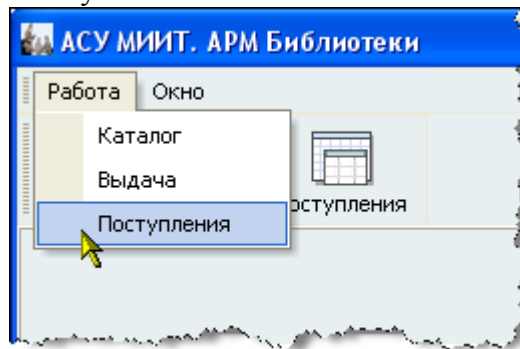 АСУ МИИТ. АРМ Библиотеки
Работа Окно
Каталог
Выдача
Поступления
оступления